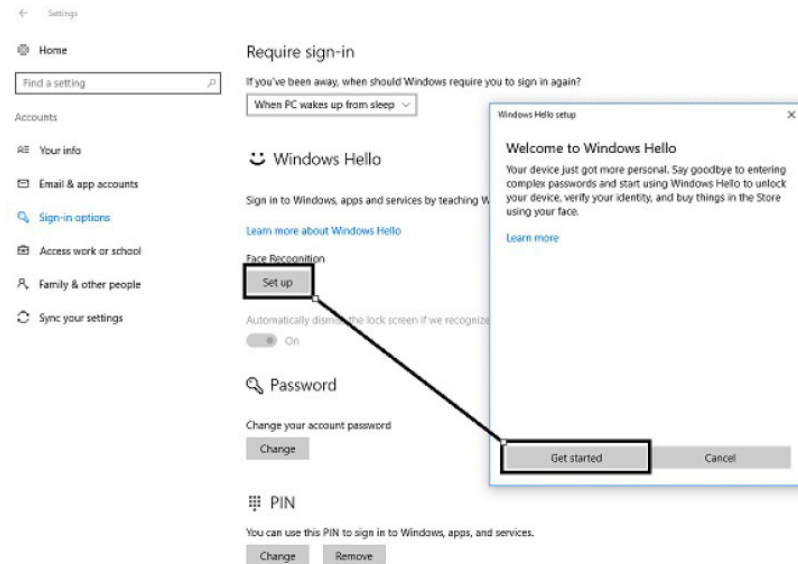 Settings
Home
Find a setting
Accounts
Your info
Email & app accounts
Sign-in options
Access work or school
Family & other people
Sync your settings
Require sign-in
If you've been away, when should Windows require you to sign in again?
When PC wakes up from sleep
Windows Hello
Sign in to Windows, apps and services by teaching W
Learn more about Windows Hello
Face Recognition
Set up
Automatically dismiss the lock screen if we recognize
On
Password
Change your account password
Change
PIN
You can use this PIN to sign in to Windows, apps, and services.
Change Remove
Windows Hello setup
Welcome to Windows Hello
Your device just got more personal. Say goodbye to entering
complex passwords and start using Windows Hello to unlock
your device, verify your identity, and buy things in the Store
using your face.
Learn more
Get started Cancel